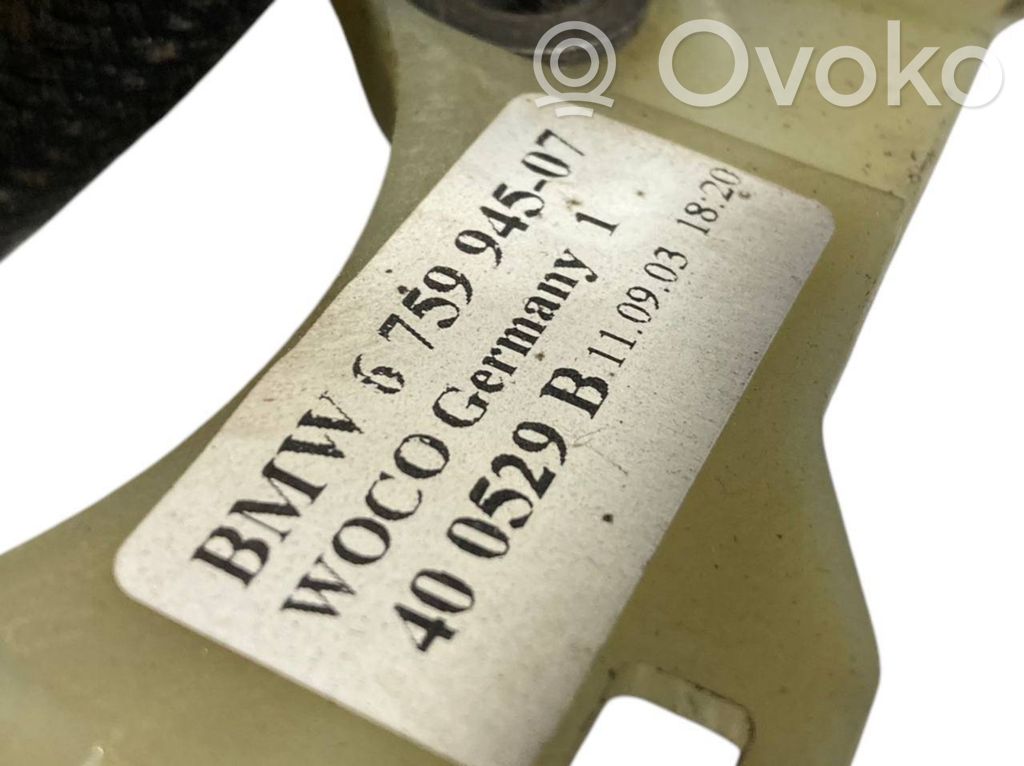 Ovoko
BMW 6 759 945-07
WOCO Germany 1
40 0529 B 11.09.03 18:20